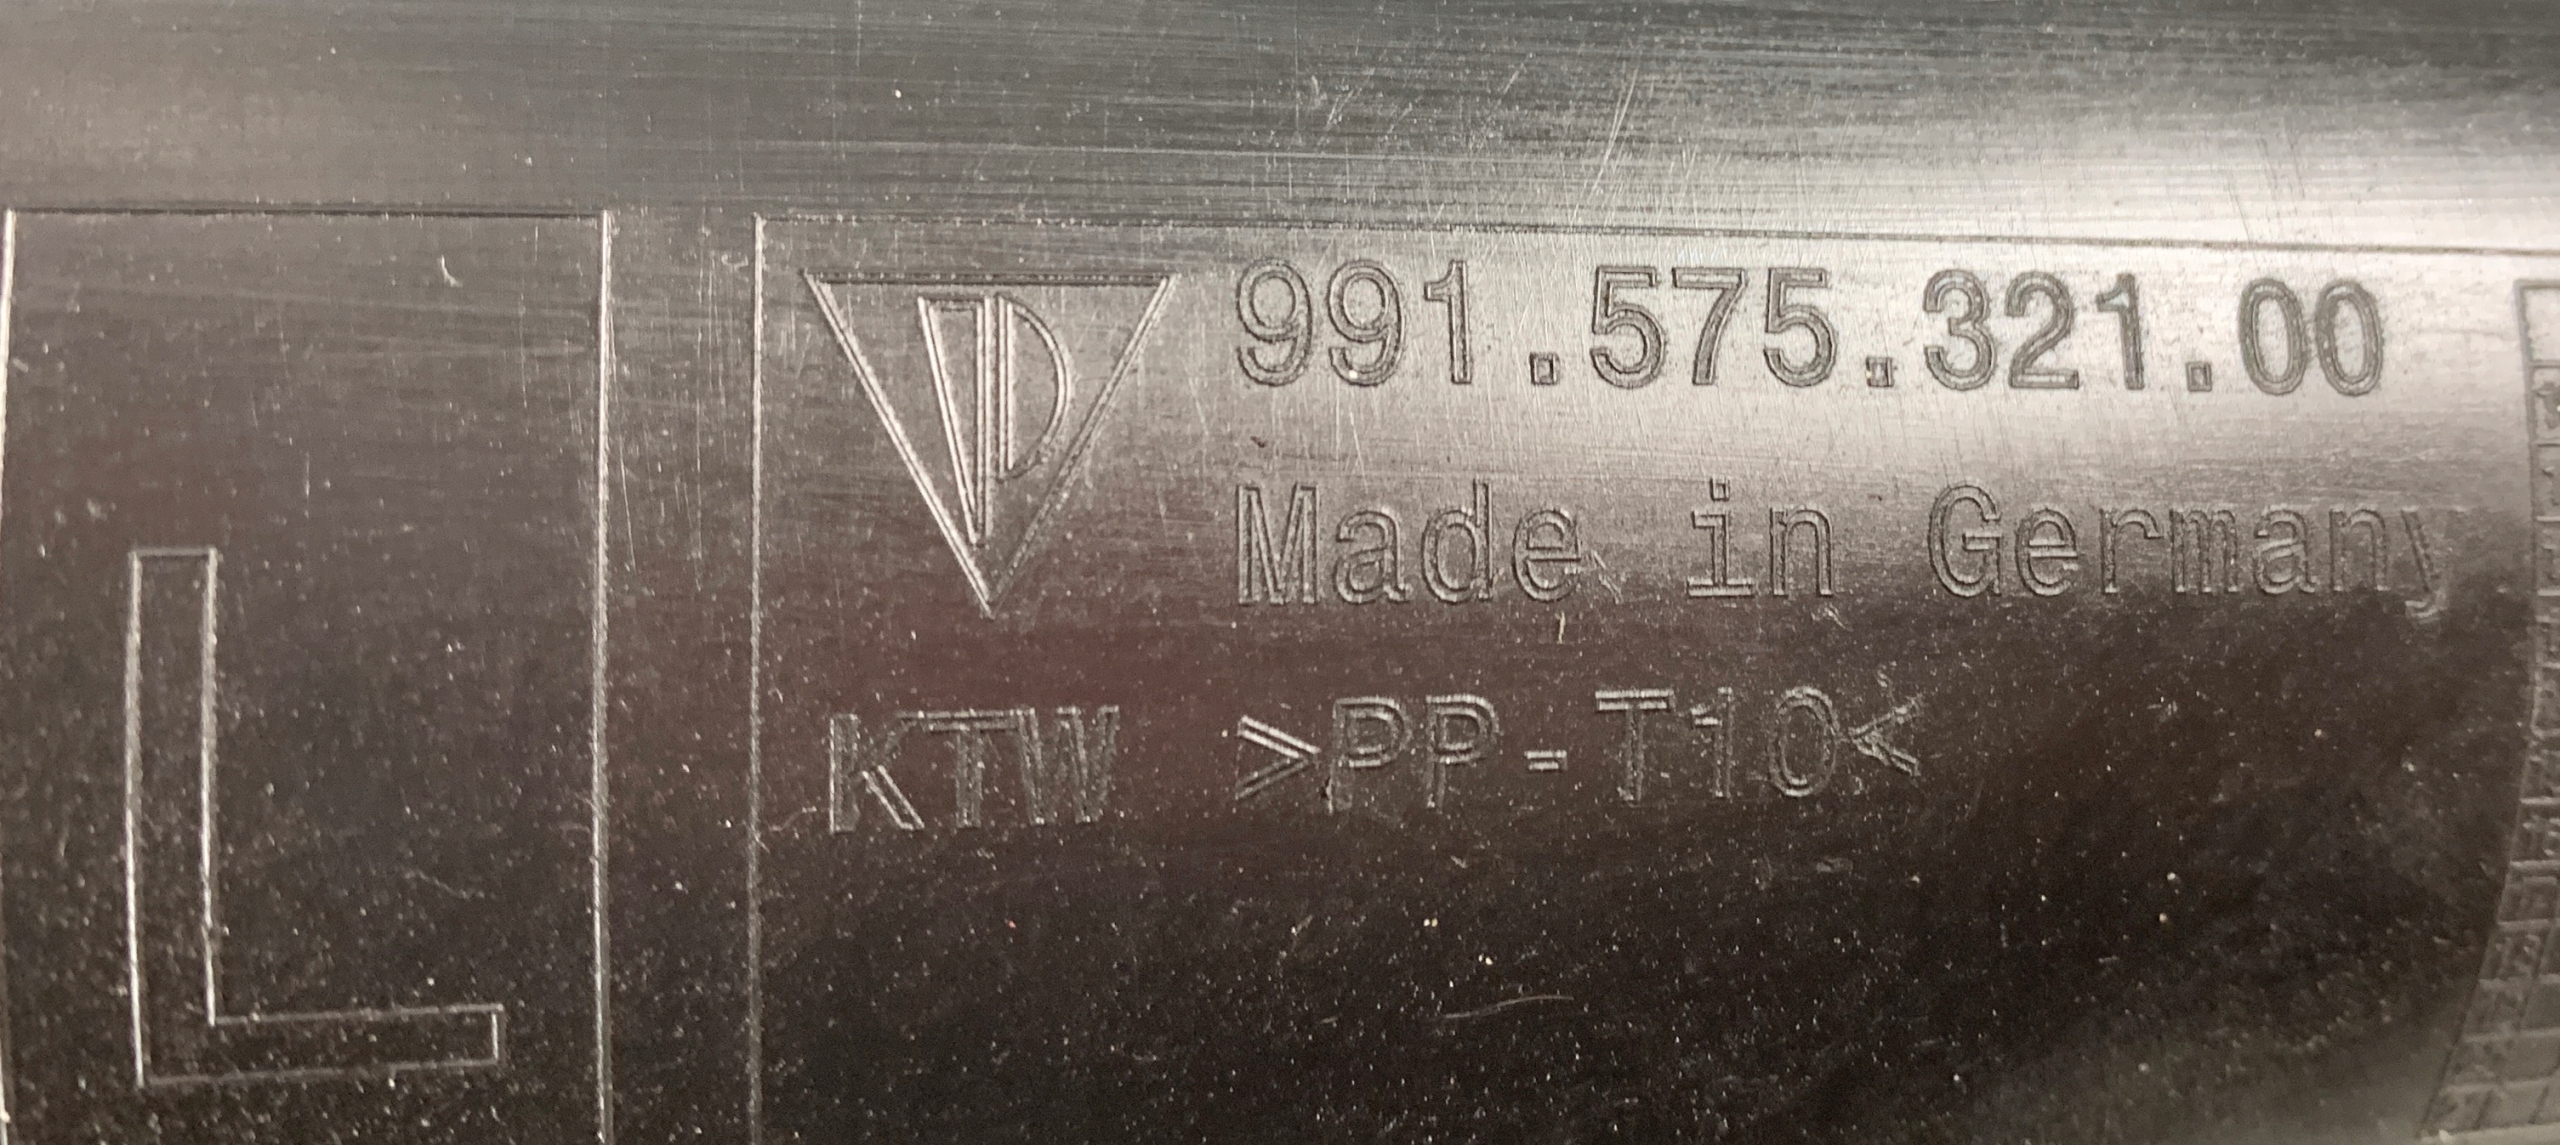 L
991.575.321.00
Made in Germany
KTW >PP-T10<